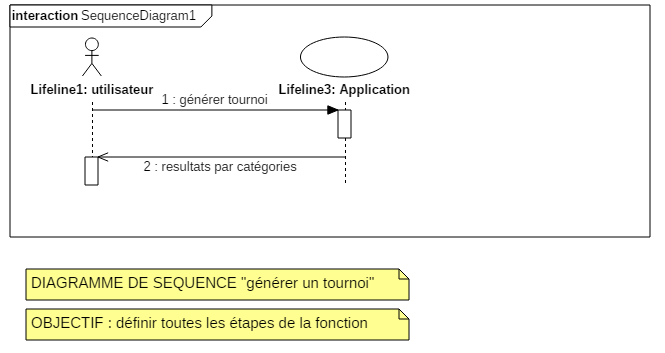 interaction SequenceDiagram1
Lifeline1: utilisateur
Lifeline3: Application
1 : générer tournoi
2 : resultats par catégories
DIAGRAMME DE SEQUENCE "générer un tournoi"
OBJECTIF : définir toutes les étapes de la fonction